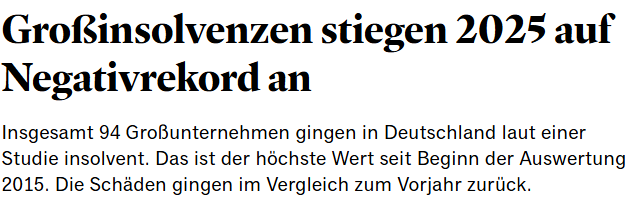 Großinsolvenzen stiegen 2025 auf
Negativrekord an
Insgesamt 94 Großunternehmen gingen in Deutschland laut einer
Studie insolvent. Das ist der höchste Wert seit Beginn der Auswertung
2015. Die Schäden gingen im Vergleich zum Vorjahr zurück.